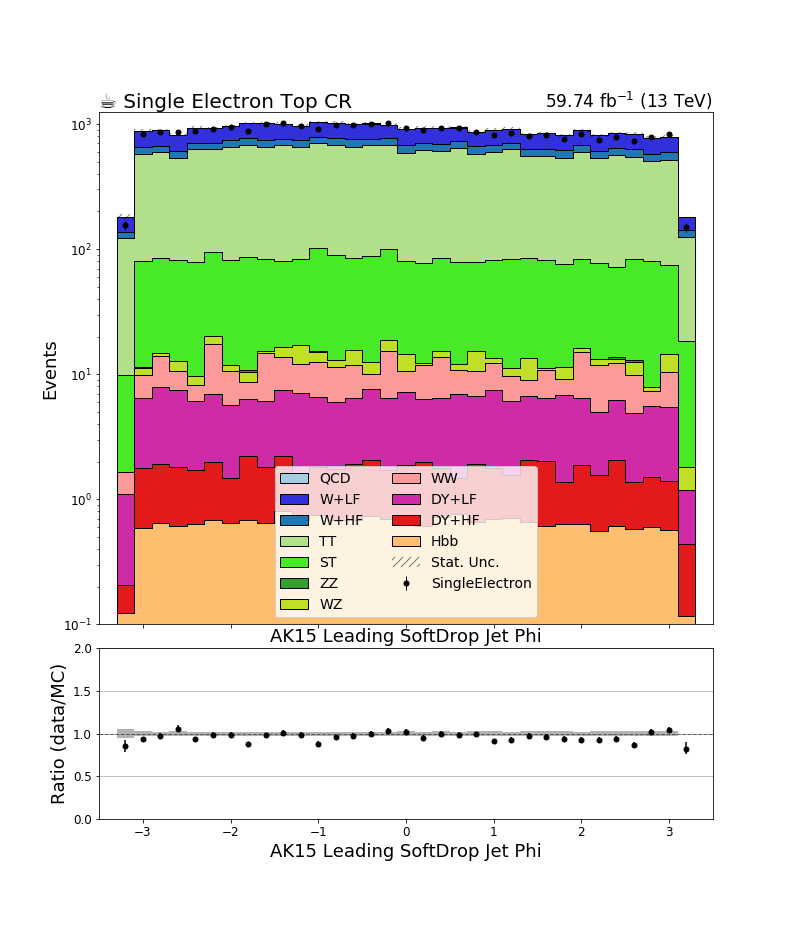 ☕ Single Electron Top CR 59.74 fb⁻¹ (13 TeV)
Events
10³
10²
10¹
10⁰
10⁻¹
QCD WW
W+LF DY+LF
W+HF DY+HF
TT Hbb
ST Stat. Unc.
ZZ SingleElectron
WZ
AK15 Leading SoftDrop Jet Phi
Ratio (data/MC)
2.0
1.5
1.0
0.5
0.0
−3 −2 −1 0 1 2 3
AK15 Leading SoftDrop Jet Phi